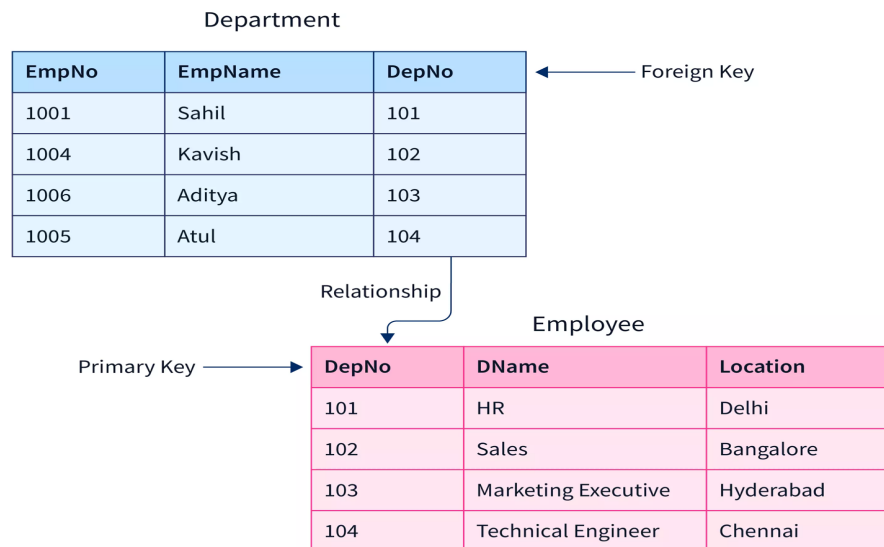 Department
EmpNo EmpName DepNo
Foreign Key
1001 Sahil 101
1004 Kavish 102
1006 Aditya 103
1005 Atul 104
Relationship
Employee
Primary Key
DepNo DName Location
101 HR Delhi
102 Sales Bangalore
103 Marketing Executive Hyderabad
104 Technical Engineer Chennai